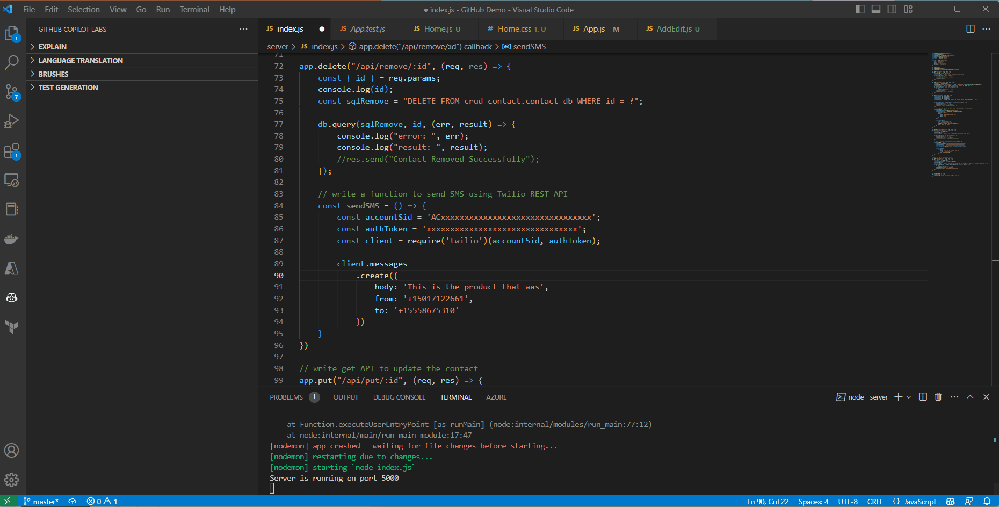 File Edit Selection View Go Run Terminal Help
● index.js - GitHub Demo - Visual Studio Code
GITHUB COPILOT LABS
EXPLAIN
LANGUAGE TRANSLATION
BRUSHES
TEST GENERATION
1
7
1
JS index.js ● JS App.test.js JS Home.js U # Home.css 1, U JS App.js M JS AddEdit.js U
server > JS index.js > app.delete("/api/remove/:id") callback > sendSMS
71
72 app.delete("/api/remove/:id", (req, res) => {
73 const { id } = req.params;
74 console.log(id);
75 const sqlRemove = "DELETE FROM crud_contact.contact_db WHERE id = ?";
76
77 db.query(sqlRemove, id, (err, result) => {
78 console.log("error: ", err);
79 console.log("result: ", result);
80 //res.send("Contact Removed Successfully");
81 });
82
83 // write a function to send SMS using Twilio REST API
84 const sendSMS = () => {
85 const accountSid = 'ACxxxxxxxxxxxxxxxxxxxxxxxxxxxxxxxx';
86 const authToken = 'xxxxxxxxxxxxxxxxxxxxxxxxxxxxxxxx';
87 const client = require('twilio')(accountSid, authToken);
88
89 client.messages
90 .create({
91 body: 'This is the product that was',
92 from: '+15017122661',
93 to: '+15558675310'
94 })
95 }
96 })
97
98 // write get API to update the contact
99 app.put("/api/put/:id", (req, res) => {
PROBLEMS 1 OUTPUT DEBUG CONSOLE TERMINAL AZURE
node - server
at Function.executeUserEntryPoint [as runMain] (node:internal/modules/run_main:77:12)
at node:internal/main/run_main_module:17:47
[nodemon] app crashed - waiting for file changes before starting...
[nodemon] restarting due to changes...
[nodemon] starting `node index.js`
Server is running on port 5000
master* 0 1
Ln 90, Col 22 Spaces: 4 UTF-8 CRLF {} JavaScript